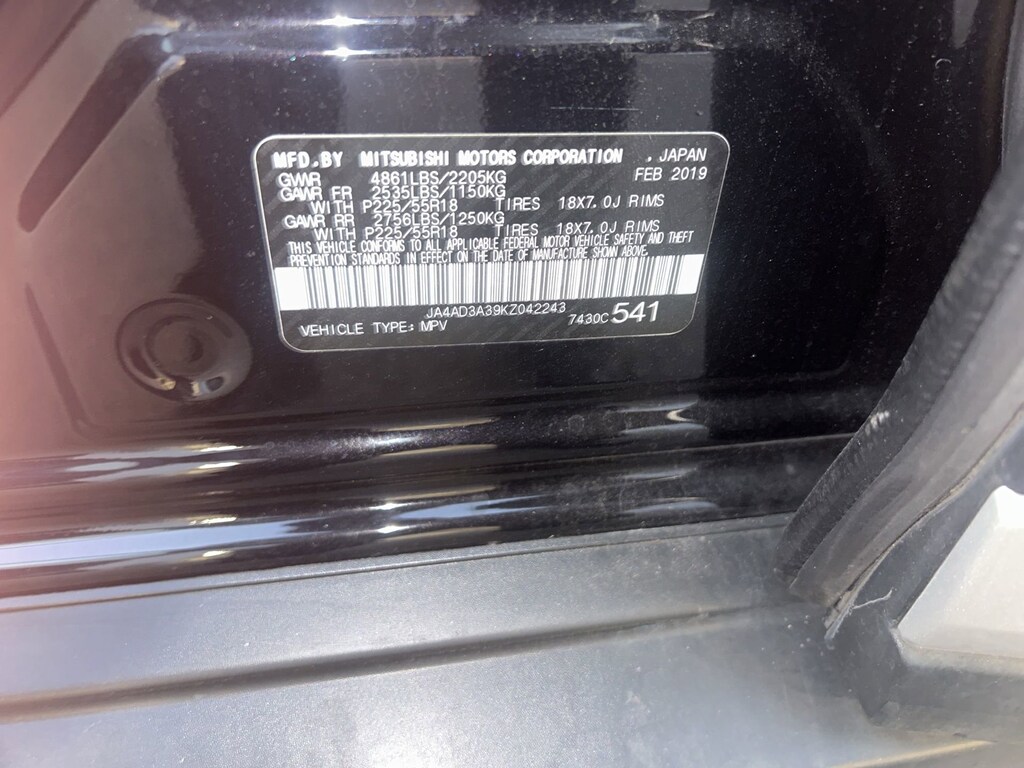 MFD.BY MITSUBISHI MOTORS CORPORATION . JAPAN
GVWR 4861LBS/2205KG FEB 2019
GAWR FR 2535LBS/1150KG
WITH P225/55R18 TIRES 18X7.0J RIMS
GAWR RR 2756LBS/1250KG
WITH P225/55R18 TIRES 18X7.0J RIMS
THIS VEHICLE CONFORMS TO ALL APPLICABLE FEDERAL MOTOR VEHICLE SAFETY AND THEFT
PREVENTION STANDARDS IN EFFECT ON THE DATE OF MANUFACTURE SHOWN ABOVE.
JA4AD3A39KZ042243
VEHICLE TYPE: MPV 7430C 541